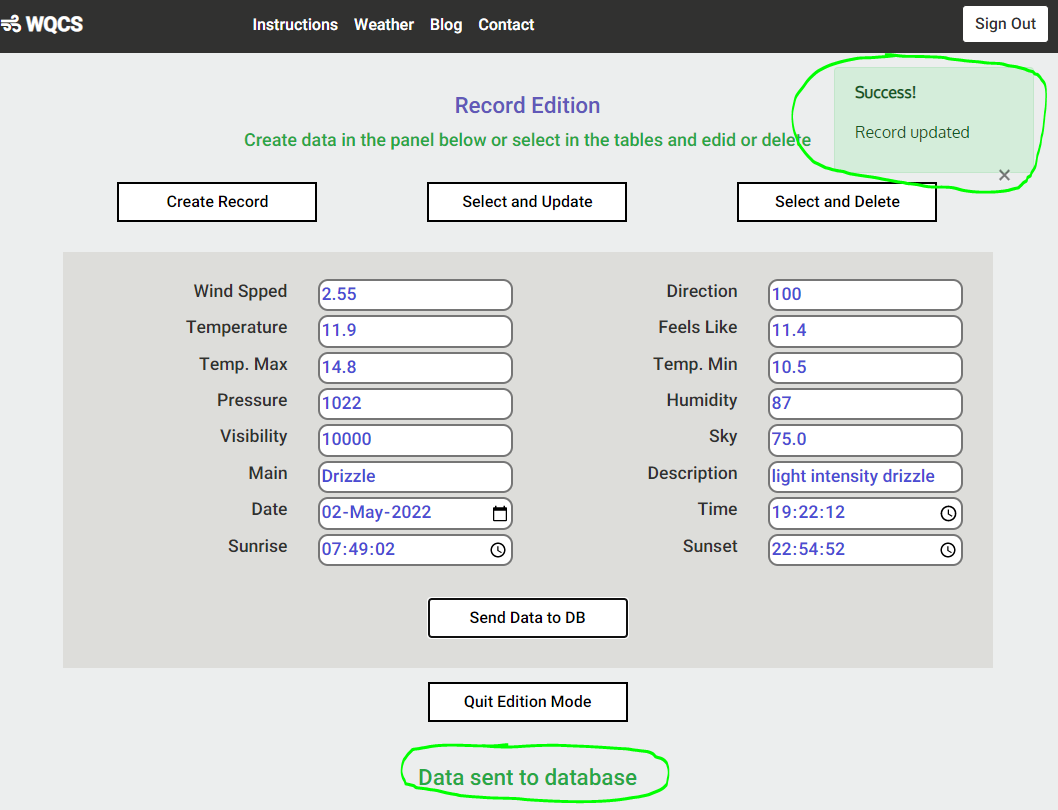 WQCS Instructions Weather Blog Contact Sign Out
Success!
Record updated
Record Edition
Create data in the panel below or select in the tables and edid or delete
Create Record Select and Update Select and Delete
Wind Spped 2.55 Direction 100
Temperature 11.9 Feels Like 11.4
Temp. Max 14.8 Temp. Min 10.5
Pressure 1022 Humidity 87
Visibility 10000 Sky 75.0
Main Drizzle Description light intensity drizzle
Date 02-May-2022 Time 19:22:12
Sunrise 07:49:02 Sunset 22:54:52
Send Data to DB
Quit Edition Mode
Data sent to database